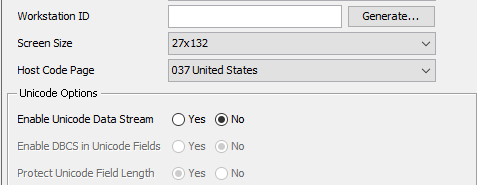 Workstation ID Generate...
Screen Size 27x132
Host Code Page 037 United States
Unicode Options
Enable Unicode Data Stream Yes No
Enable DBCS in Unicode Fields Yes No
Protect Unicode Field Length Yes No